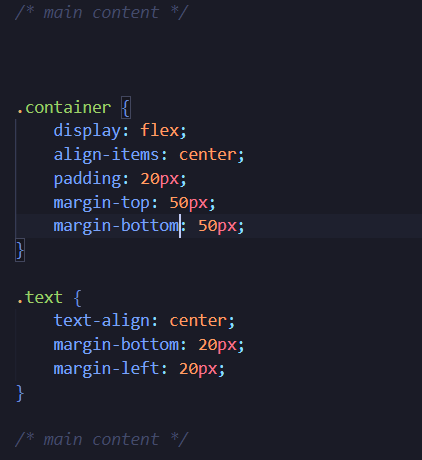 /* main content */
.container {
    display: flex;
    align-items: center;
    padding: 20px;
    margin-top: 50px;
    margin-bottom: 50px;
}
.text {
    text-align: center;
    margin-bottom: 20px;
    margin-left: 20px;
}
/* main content */